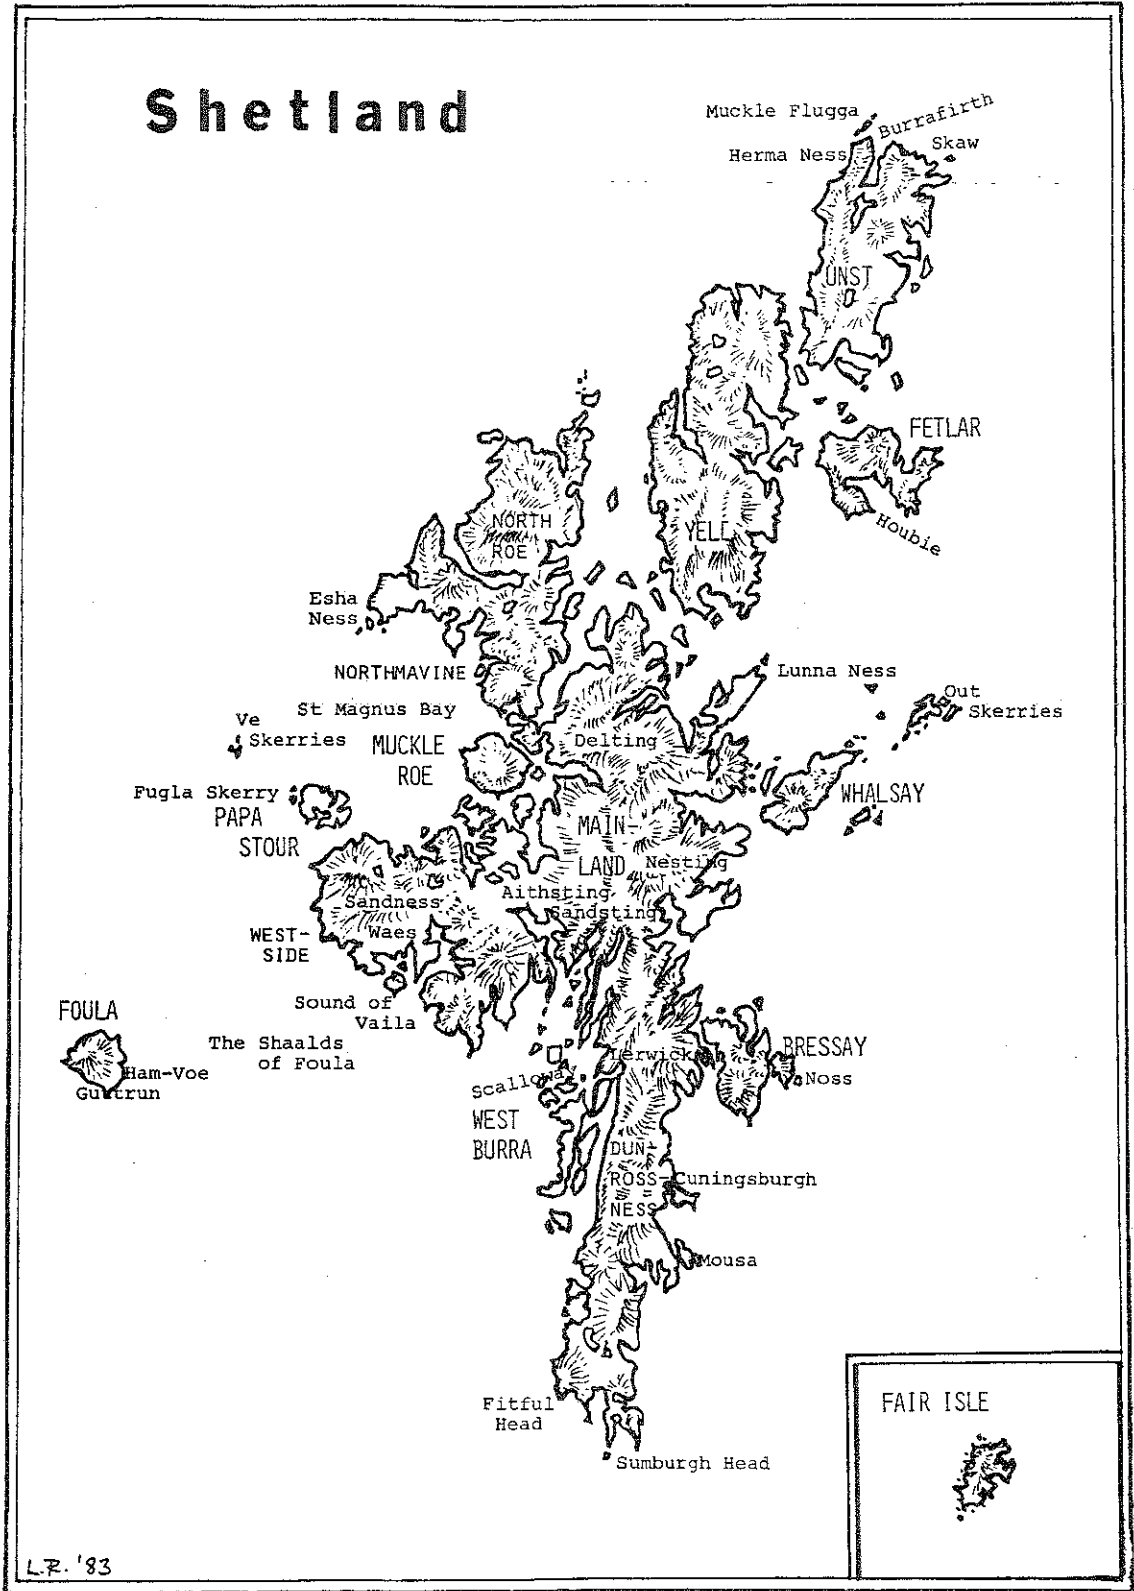 Shetland
Muckle Flugga
Burrafirth
Herma Ness
Skaw
UNST
FETLAR
Houbie
YELL
NORTH
ROE
Esha
Ness
NORTHMAVINE
Lunna Ness
Out
Skerries
St Magnus Bay
Ve
Skerries
MUCKLE
ROE
Delting
Fugla Skerry
PAPA
STOUR
WHALSAY
MAIN-
LAND
Nesting
Aithsting
Sandsting
Sandness
Waes
WEST-
SIDE
Sound of
Vaila
FOULA
The Shaalds
of Foula
Ham-Voe
Guttrun
Lerwick
BRESSAY
Noss
Scalloway
WEST
BURRA
DUN-
ROSS-
NESS
Cuningsburgh
Mousa
Fitful
Head
Sumburgh Head
FAIR ISLE
L.R. '83